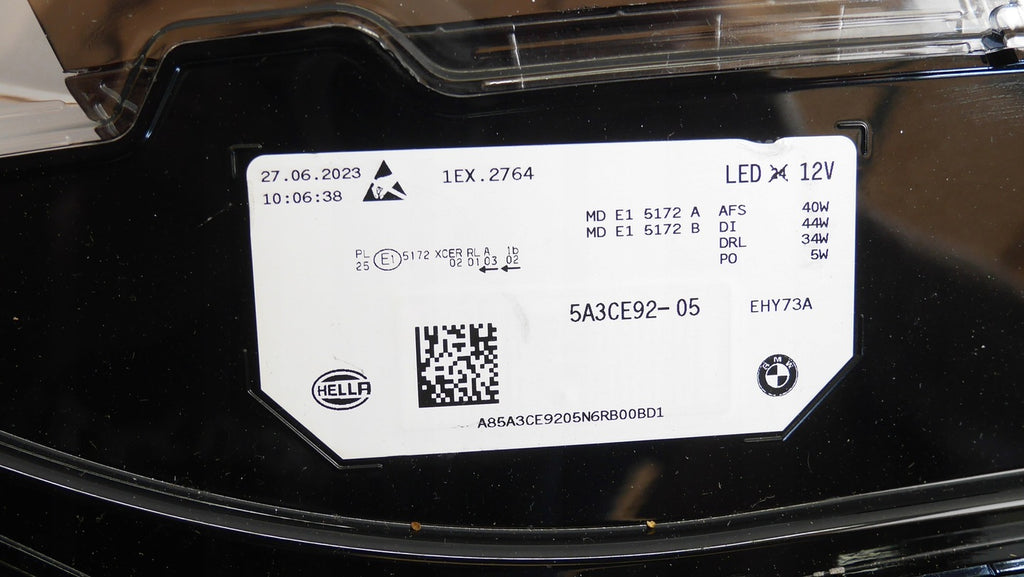 27.06.2023
10:06:38
1EX.2764
LED 24 12V
MD E1 5172 A AFS 40W
MD E1 5172 B DI 44W
DRL 34W
PO 5W
PL E1 5172 XCER RL A 1b
25 02 01 03 02
5A3CE92-05 EHY73A
HELLA
BMW
A85A3CE9205N6RB00BD1